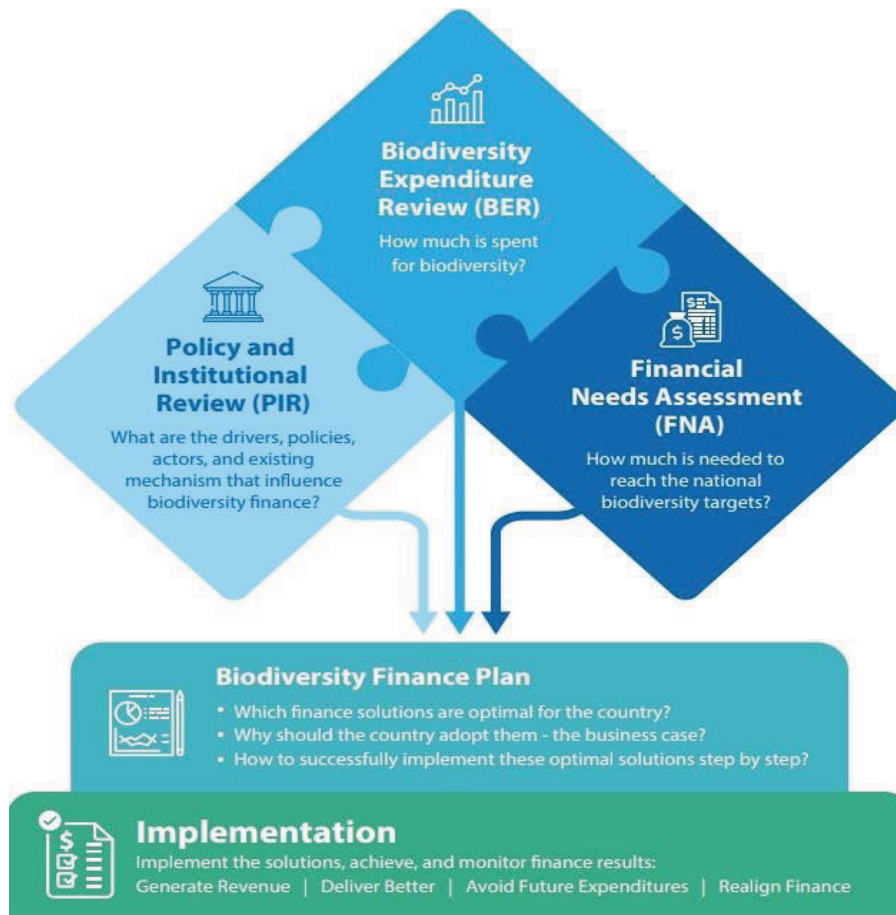 Biodiversity
Expenditure
Review (BER)
How much is spent
for biodiversity?
Policy and
Institutional
Review (PIR)
What are the drivers, policies,
actors, and existing
mechanism that influence
biodiversity finance?
Financial
Needs Assessment
(FNA)
How much is needed to
reach the national
biodiversity targets?
Biodiversity Finance Plan
• Which finance solutions are optimal for the country?
• Why should the country adopt them - the business case?
• How to successfully implement these optimal solutions step by step?
Implementation
Implement the solutions, achieve, and monitor finance results:
Generate Revenue | Deliver Better | Avoid Future Expenditures | Realign Finance